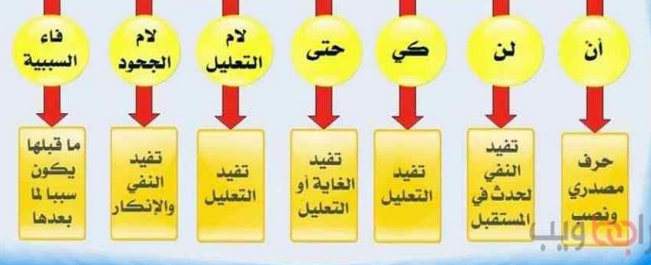 أن
لن
كي
حتى
لام
التعليل
لام
الجحود
فاء
السببية
حرف
مصدري
ونصب
تفيد
النفي
لحدث في
المستقبل
تفيد
التعليل
تفيد
الغاية أو
التعليل
تفيد
التعليل
تفيد
النفي
والإنكار
ما قبلها
يكون
سببا لما
بعدها
ويب